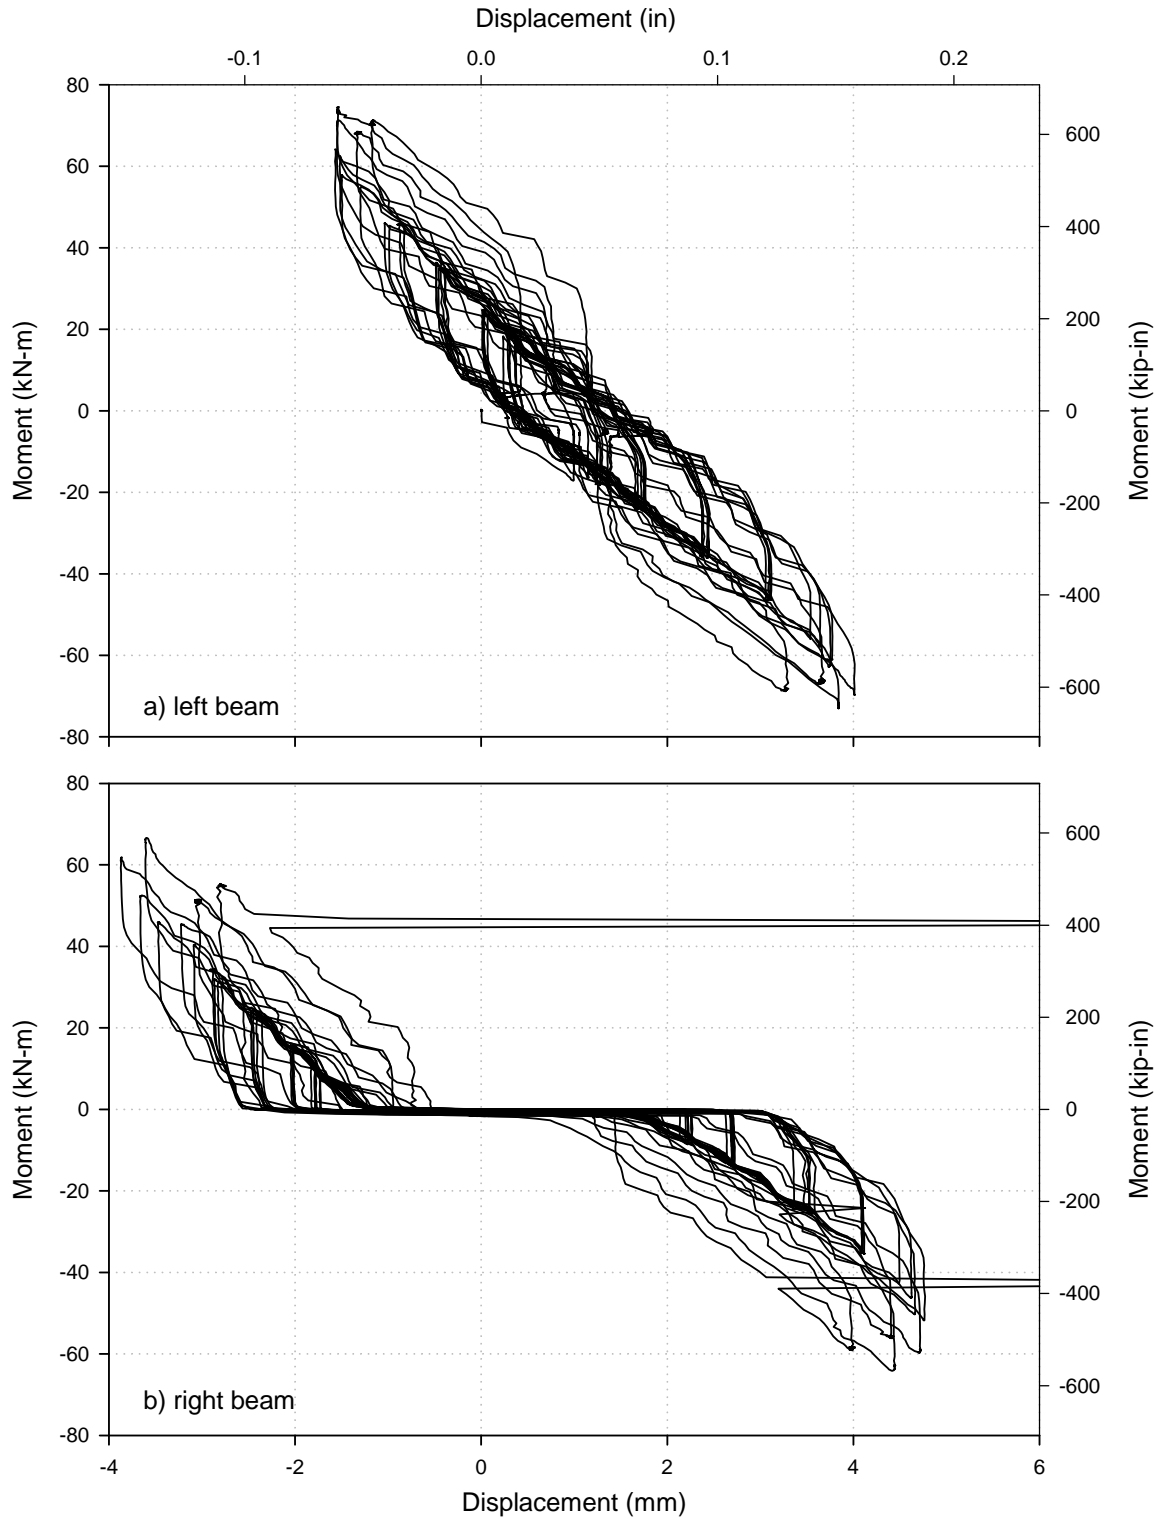 Displacement (in)
-0.1 0.0 0.1 0.2
80
60 600
40 400
20 200
0 0
-20 -200
-40 -400
-60 -600
-80
Moment (kN-m)
Moment (kip-in)
a) left beam
80
60 600
40 400
20 200
0 0
-20 -200
-40 -400
-60 -600
-80
Moment (kN-m)
Moment (kip-in)
b) right beam
-4 -2 0 2 4 6
Displacement (mm)